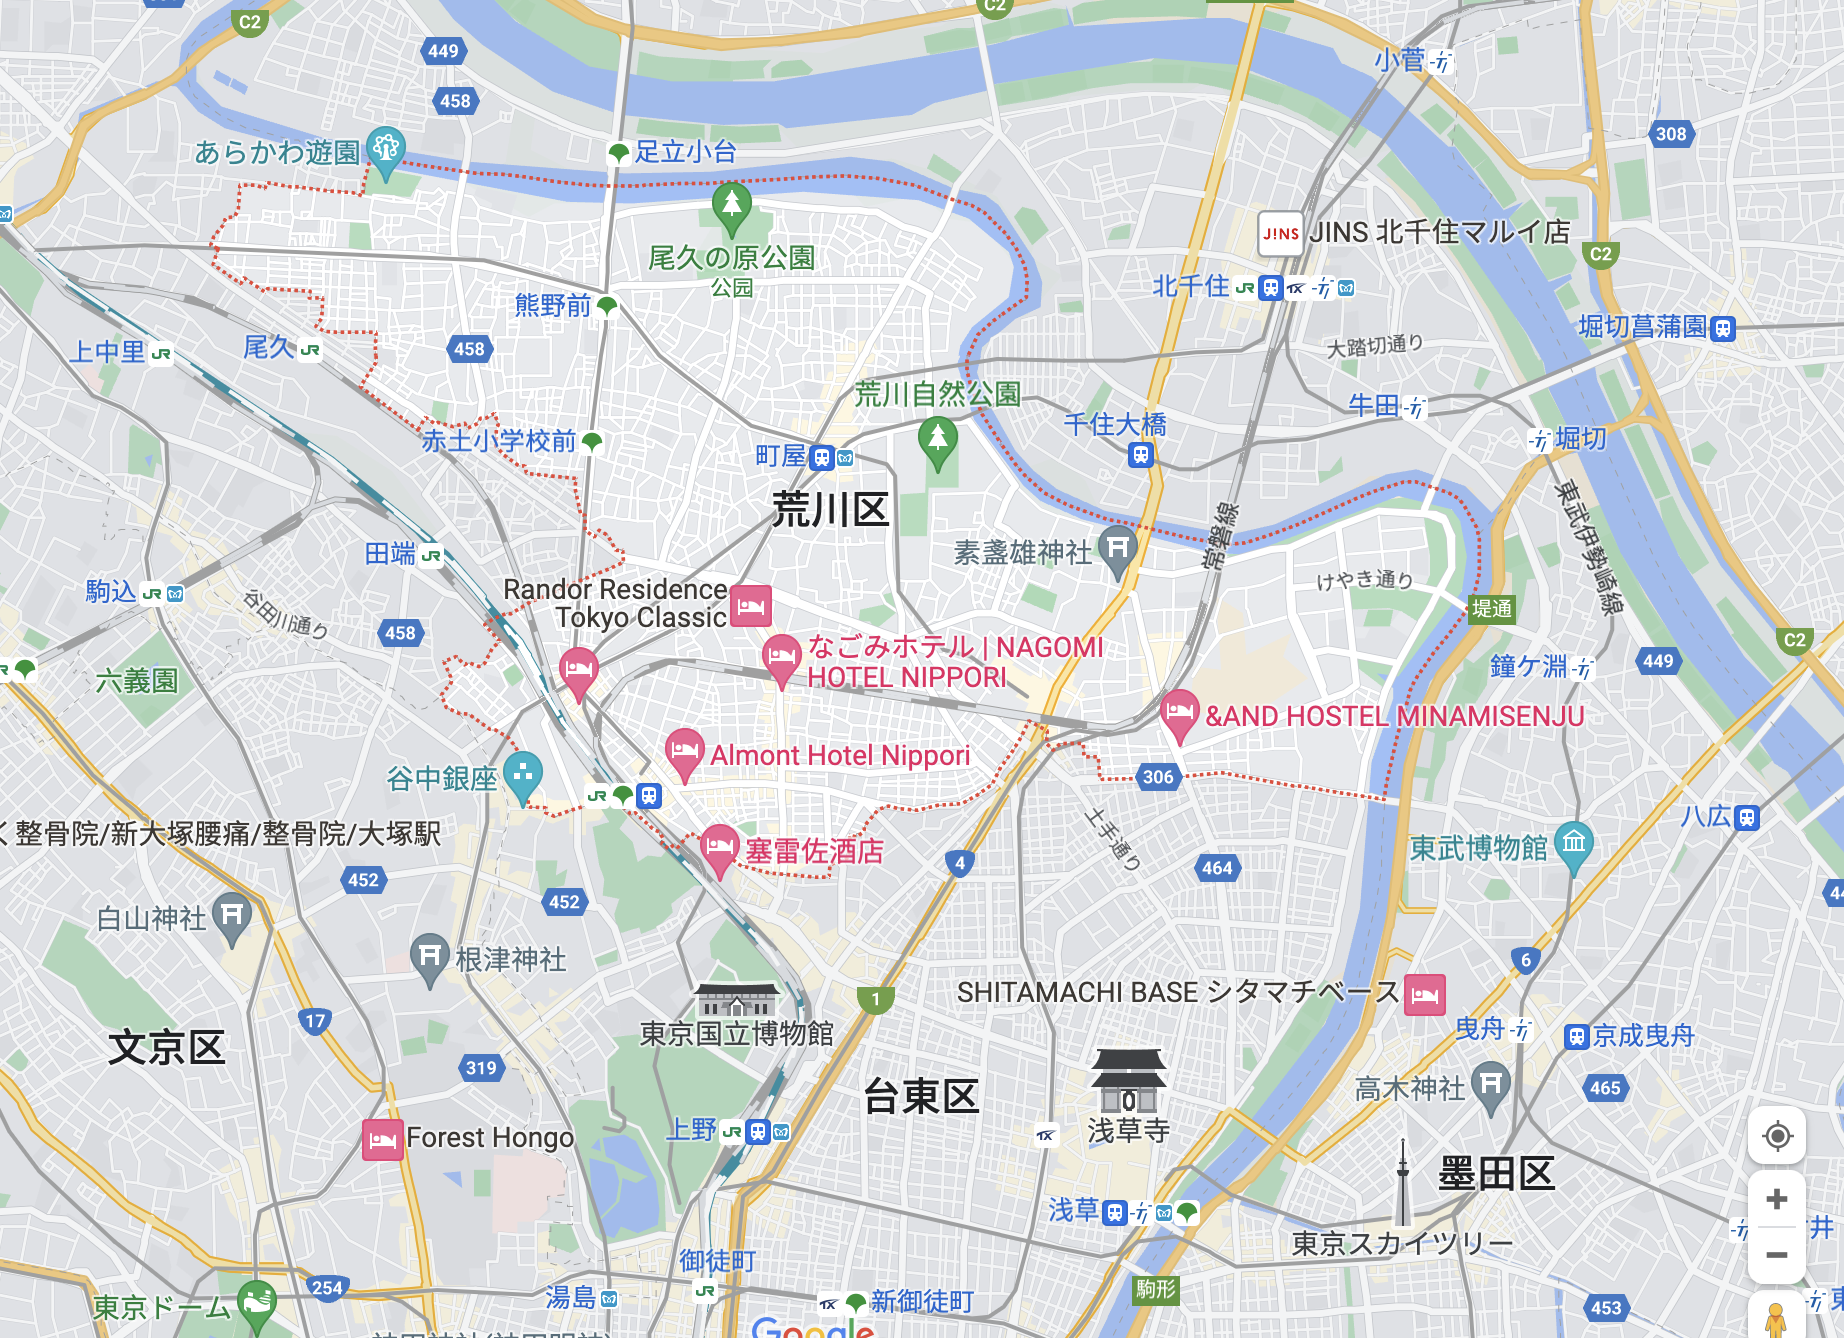 C2
C2
449
小菅
458
308
あらかわ遊園
足立小台
JINS
JINS 北千住マルイ店
C2
尾久の原公園
公园
北千住
熊野前
堀切菖蒲園
上中里
尾久
458
大踏切通り
荒川自然公園
牛田
千住大橋
赤土小学校前
町屋
堀切
荒川区
東武伊勢崎線
常磐線
素盞雄神社
田端
けやき通り
駒込
谷田川通り
Randor Residence
Tokyo Classic
堤通
458
C2
なごみホテル | NAGOMI
HOTEL NIPPORI
449
鐘ケ淵
六義園
&AND HOSTEL MINAMISENJU
Almont Hotel Nippori
谷中銀座
306
八広
く整骨院/新大塚腰痛/整骨院/大塚駅
土手通り
塞雷佐酒店
東武博物館
4
464
452
452
白山神社
根津神社
6
SHITAMACHI BASE シタマチベース
1
17
東京国立博物館
曳舟
京成曳舟
文京区
319
台東区
高木神社
465
上野
浅草寺
Forest Hongo
墨田区
浅草
井
東京スカイツリー
御徒町
254
湯島
駒形
東京ドーム
新御徒町
453
Google